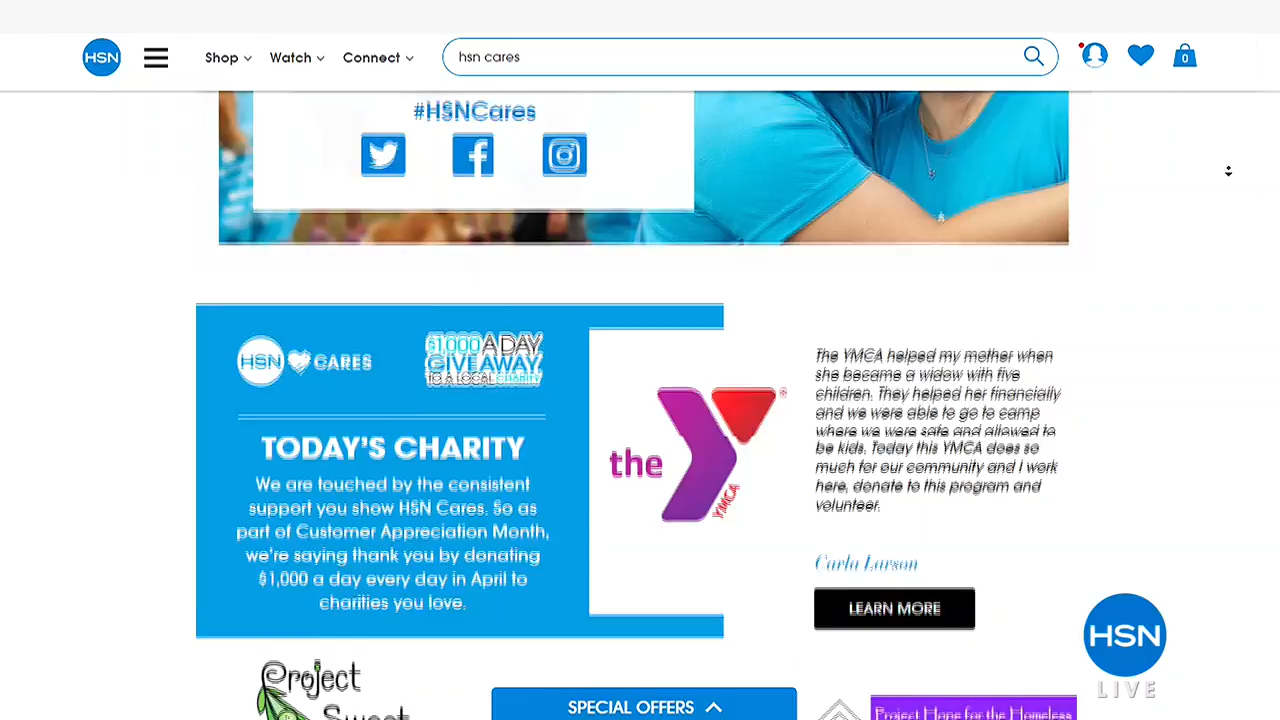 HSN
Shop
Watch
Connect
hsn cares
0
#HSNCares
HSN CARES
$1,000 A DAY
GIVEAWAY
TO A LOCAL CHARITY
TODAY'S CHARITY
We are touched by the consistent
support you show HSN Cares. So as
part of Customer Appreciation Month,
we're saying thank you by donating
$1,000 a day every day in April to
charities you love.
the
YMCA
The YMCA helped my mother when
she became a widow with five
children. They helped her financially
and we were able to go to camp
where we were safe and allowed to
be kids. Today this YMCA does so
much for our community and I work
here, donate to this program and
volunteer.
Carla Larson
LEARN MORE
HSN
LIVE
Project
Sweet
SPECIAL OFFERS
Project Hope for the Homeless